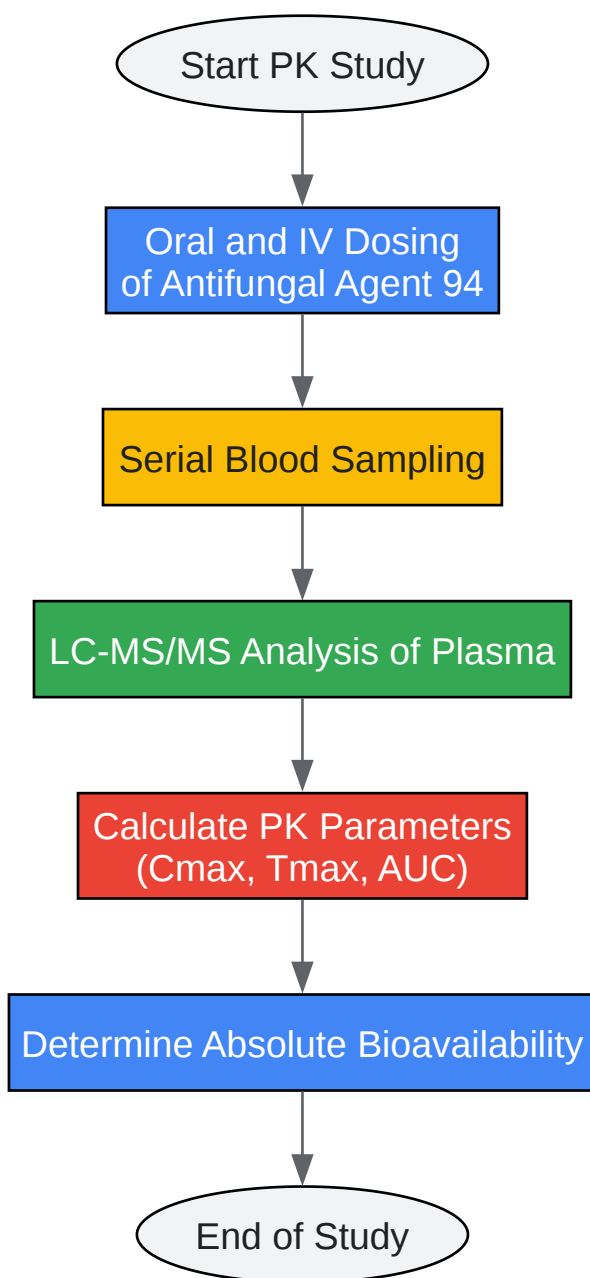 Start PK Study
Oral and IV Dosing
of Antifungal Agent 94
Serial Blood Sampling
LC-MS/MS Analysis of Plasma
Calculate PK Parameters
(Cmax, Tmax, AUC)
Determine Absolute Bioavailability
End of Study